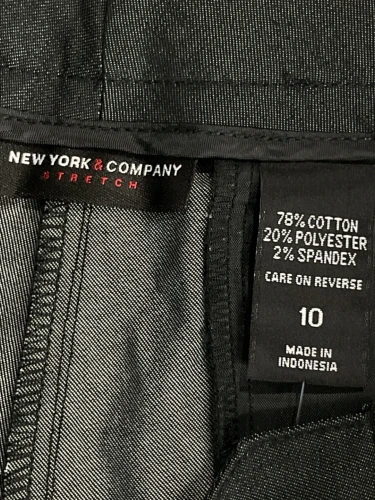 NEW YORK & COMPANY
STRETCH
78% COTTON
20% POLYESTER
2% SPANDEX
CARE ON REVERSE
10
MADE IN
INDONESIA